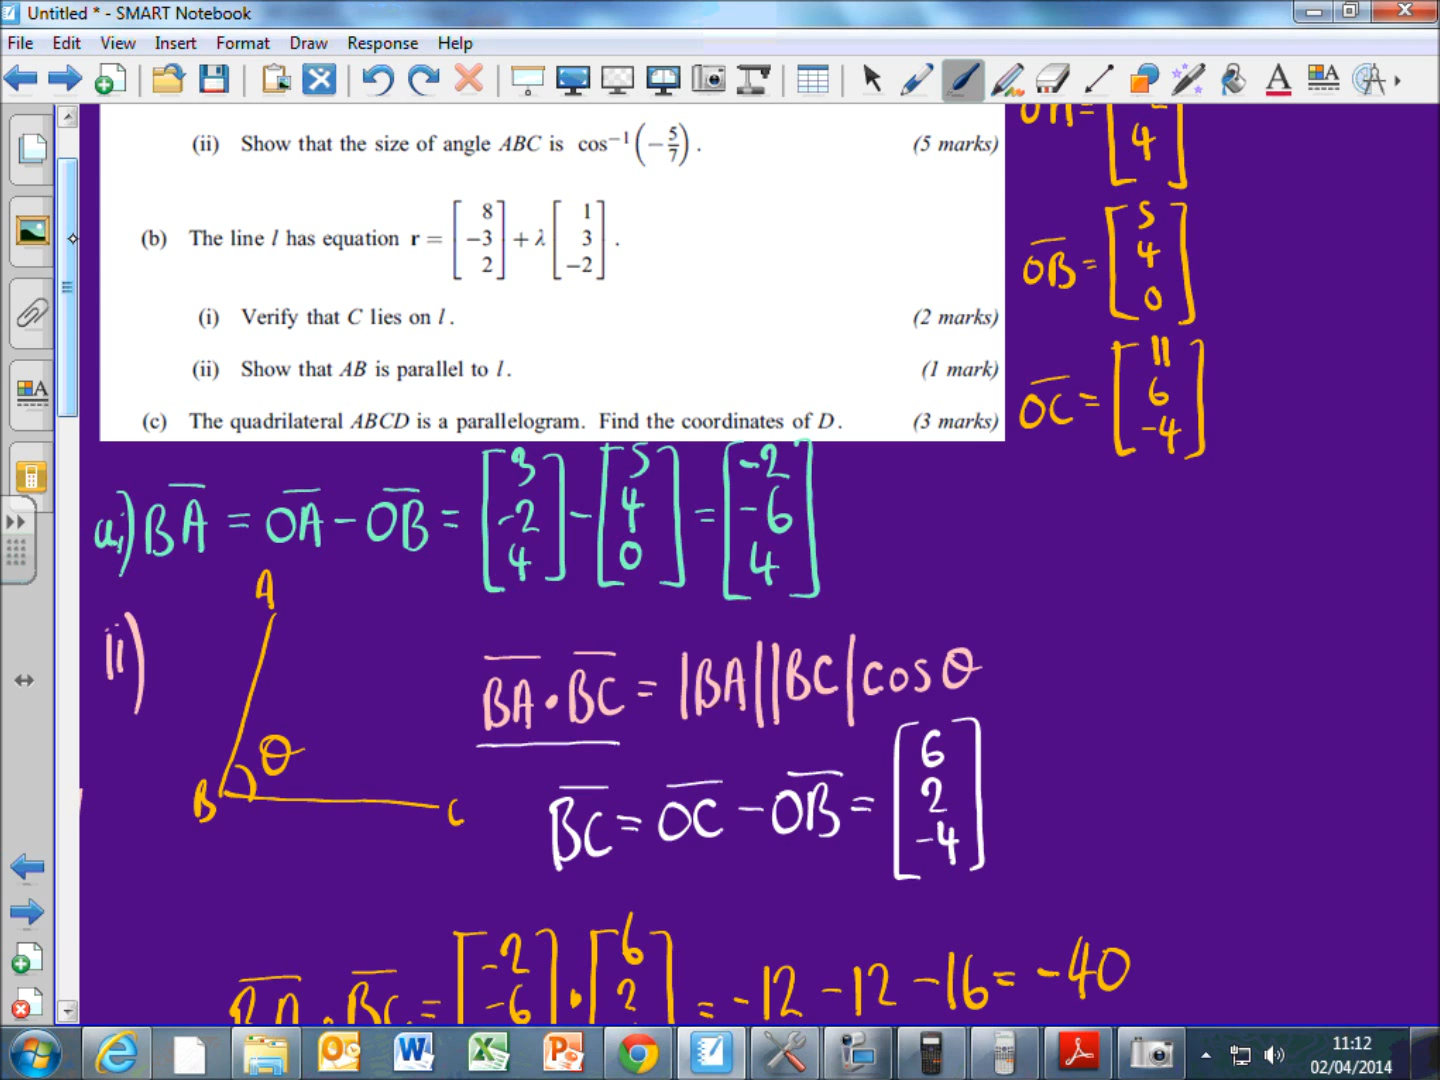 Untitled * - SMART Notebook
File Edit View Insert Format Draw Response Help
(ii) Show that the size of angle ABC is cos⁻¹(−5/7). (5 marks)
(b) The line l has equation r = [8 −3 2] + λ [1 3 −2].
(i) Verify that C lies on l. (2 marks)
(ii) Show that AB is parallel to l. (1 mark)
(c) The quadrilateral ABCD is a parallelogram. Find the coordinates of D. (3 marks)
4
OB = [5 4 0]
OC = [11 6 -4]
a)i) BA = OA - OB = [3 -2 4] - [5 4 0] = [-2 -6 4]
ii)
A
θ
B
C
BA · BC = |BA||BC| cos θ
BC = OC - OB = [6 2 -4]
BC = [-2 -6] · [6 2] = -12 -12 -16 = -40
11:12
02/04/2014